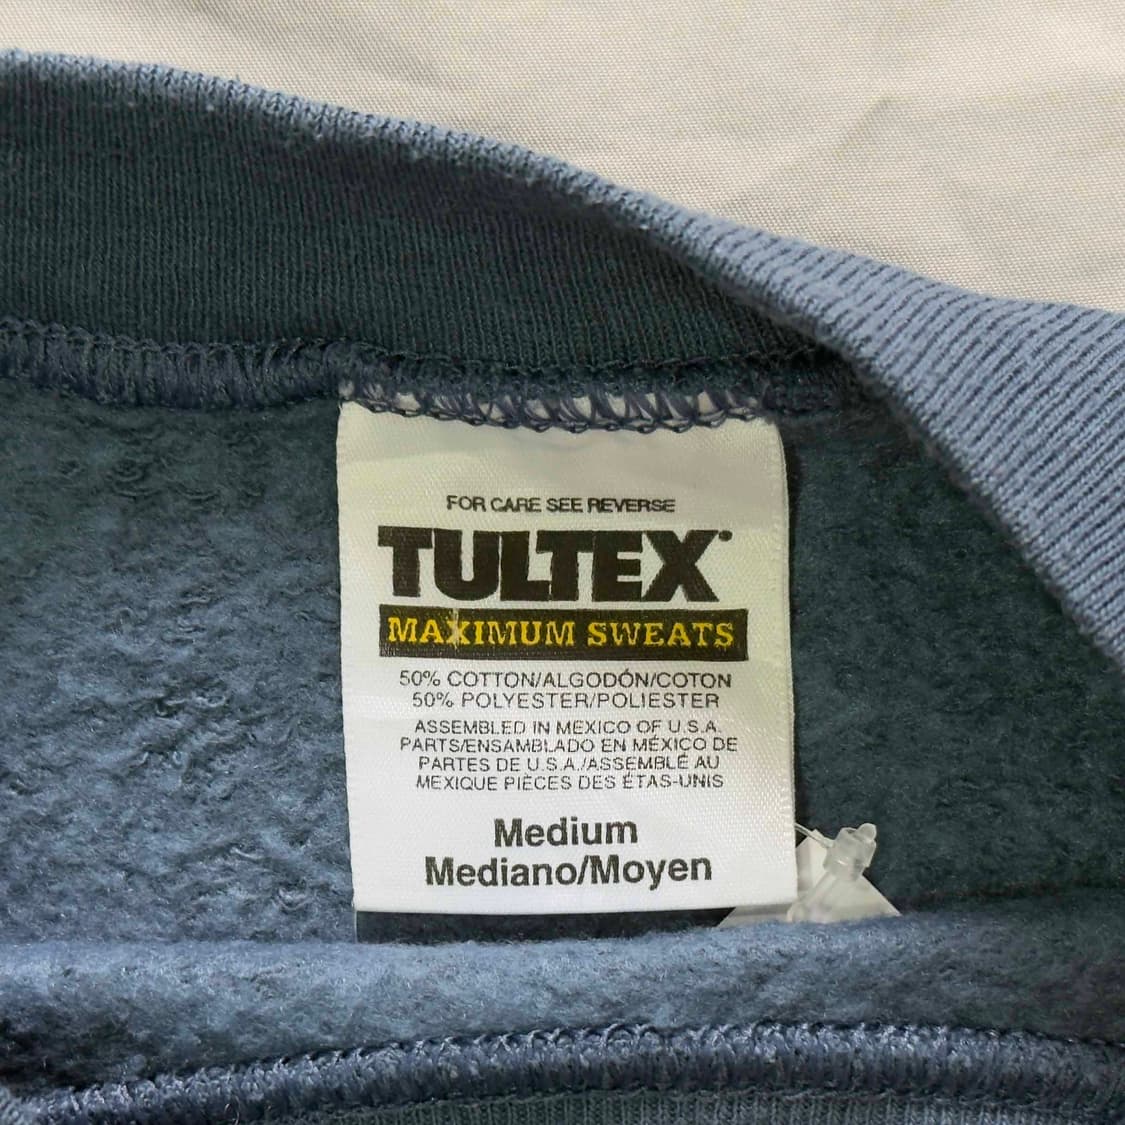 FOR CARE SEE REVERSE
TULTEX
MAXIMUM SWEATS
50% COTTON/ALGODÓN/COTON
50% POLYESTER/POLIESTER
ASSEMBLED IN MEXICO OF U.S.A.
PARTS/ENSAMBLADO EN MÉXICO DE
PARTES DE U.S.A./ASSEMBLÉ AU
MEXIQUE PIÈCES DES ÉTAS-UNIS
Medium
Mediano/Moyen